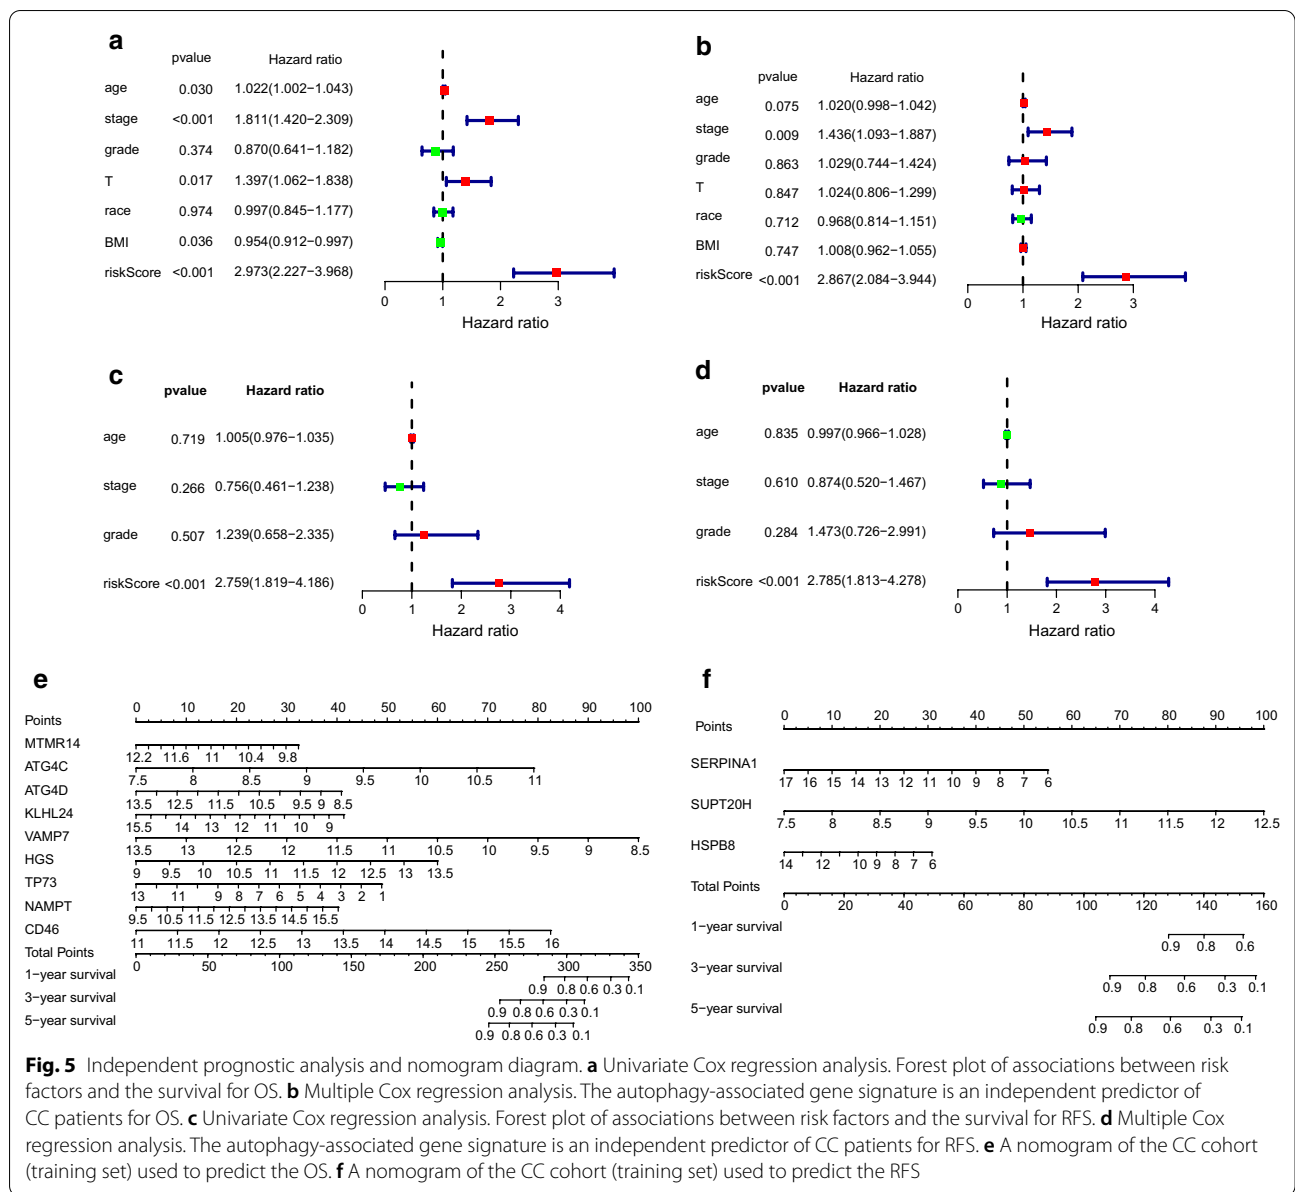 a
pvalue Hazard ratio
age 0.030 1.022(1.002−1.043)
stage <0.001 1.811(1.420−2.309)
grade 0.374 0.870(0.641−1.182)
T 0.017 1.397(1.062−1.838)
race 0.974 0.997(0.845−1.177)
BMI 0.036 0.954(0.912−0.997)
riskScore <0.001 2.973(2.227−3.968)
0 1 2 3
Hazard ratio
b
pvalue Hazard ratio
age 0.075 1.020(0.998−1.042)
stage 0.009 1.436(1.093−1.887)
grade 0.863 1.029(0.744−1.424)
T 0.847 1.024(0.806−1.299)
race 0.712 0.968(0.814−1.151)
BMI 0.747 1.008(0.962−1.055)
riskScore <0.001 2.867(2.084−3.944)
0 1 2 3
Hazard ratio
c
pvalue Hazard ratio
age 0.719 1.005(0.976−1.035)
stage 0.266 0.756(0.461−1.238)
grade 0.507 1.239(0.658−2.335)
riskScore <0.001 2.759(1.819−4.186)
0 1 2 3 4
Hazard ratio
d
pvalue Hazard ratio
age 0.835 0.997(0.966−1.028)
stage 0.610 0.874(0.520−1.467)
grade 0.284 1.473(0.726−2.991)
riskScore <0.001 2.785(1.813−4.278)
0 1 2 3 4
Hazard ratio
e
Points 0 10 20 30 40 50 60 70 80 90 100
MTMR14
12.2 11.6 11 10.4 9.8
ATG4C
7.5 8 8.5 9 9.5 10 10.5 11
ATG4D
13.5 12.5 11.5 10.5 9.5 9 8.5
KLHL24
15.5 14 13 12 11 10 9
VAMP7
13.5 13 12.5 12 11.5 11 10.5 10 9.5 9 8.5
HGS
9 9.5 10 10.5 11 11.5 12 12.5 13 13.5
TP73
13 11 9 8 7 6 5 4 3 2 1
NAMPT
9.5 10.5 11.5 12.5 13.5 14.5 15.5
CD46
11 11.5 12 12.5 13 13.5 14 14.5 15 15.5 16
Total Points
0 50 100 150 200 250 300 350
1−year survival
0.9 0.8 0.6 0.3 0.1
3−year survival
0.9 0.8 0.6 0.3 0.1
5−year survival
0.9 0.8 0.6 0.3 0.1
f
Points 0 10 20 30 40 50 60 70 80 90 100
SERPINA1
17 16 15 14 13 12 11 10 9 8 7 6
SUPT20H
7.5 8 8.5 9 9.5 10 10.5 11 11.5 12 12.5
HSPB8
14 12 10 9 8 7 6
Total Points
0 20 40 60 80 100 120 140 160
1−year survival
0.9 0.8 0.6
3−year survival
0.9 0.8 0.6 0.3 0.1
5−year survival
0.9 0.8 0.6 0.3 0.1
Fig. 5 Independent prognostic analysis and nomogram diagram. a Univariate Cox regression analysis. Forest plot of associations between risk
factors and the survival for OS. b Multiple Cox regression analysis. The autophagy-associated gene signature is an independent predictor of
CC patients for OS. c Univariate Cox regression analysis. Forest plot of associations between risk factors and the survival for RFS. d Multiple Cox
regression analysis. The autophagy-associated gene signature is an independent predictor of CC patients for RFS. e A nomogram of the CC cohort
(training set) used to predict the OS. f A nomogram of the CC cohort (training set) used to predict the RFS